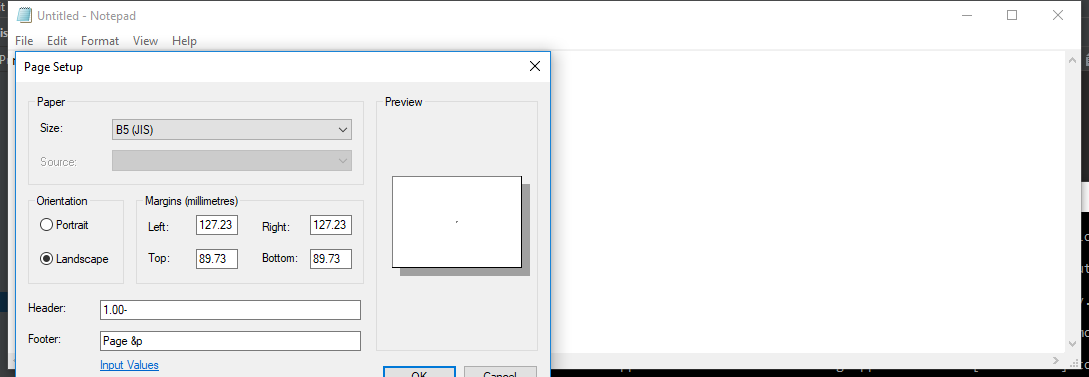 Untitled - Notepad
File Edit Format View Help
Page Setup
Paper
Size: B5 (JIS)
Source:
Orientation
Portrait
Landscape
Margins (millimetres)
Left: 127.23 Right: 127.23
Top: 89.73 Bottom: 89.73
Header: 1.00-
Footer: Page &p
Input Values
Preview
OK Cancel